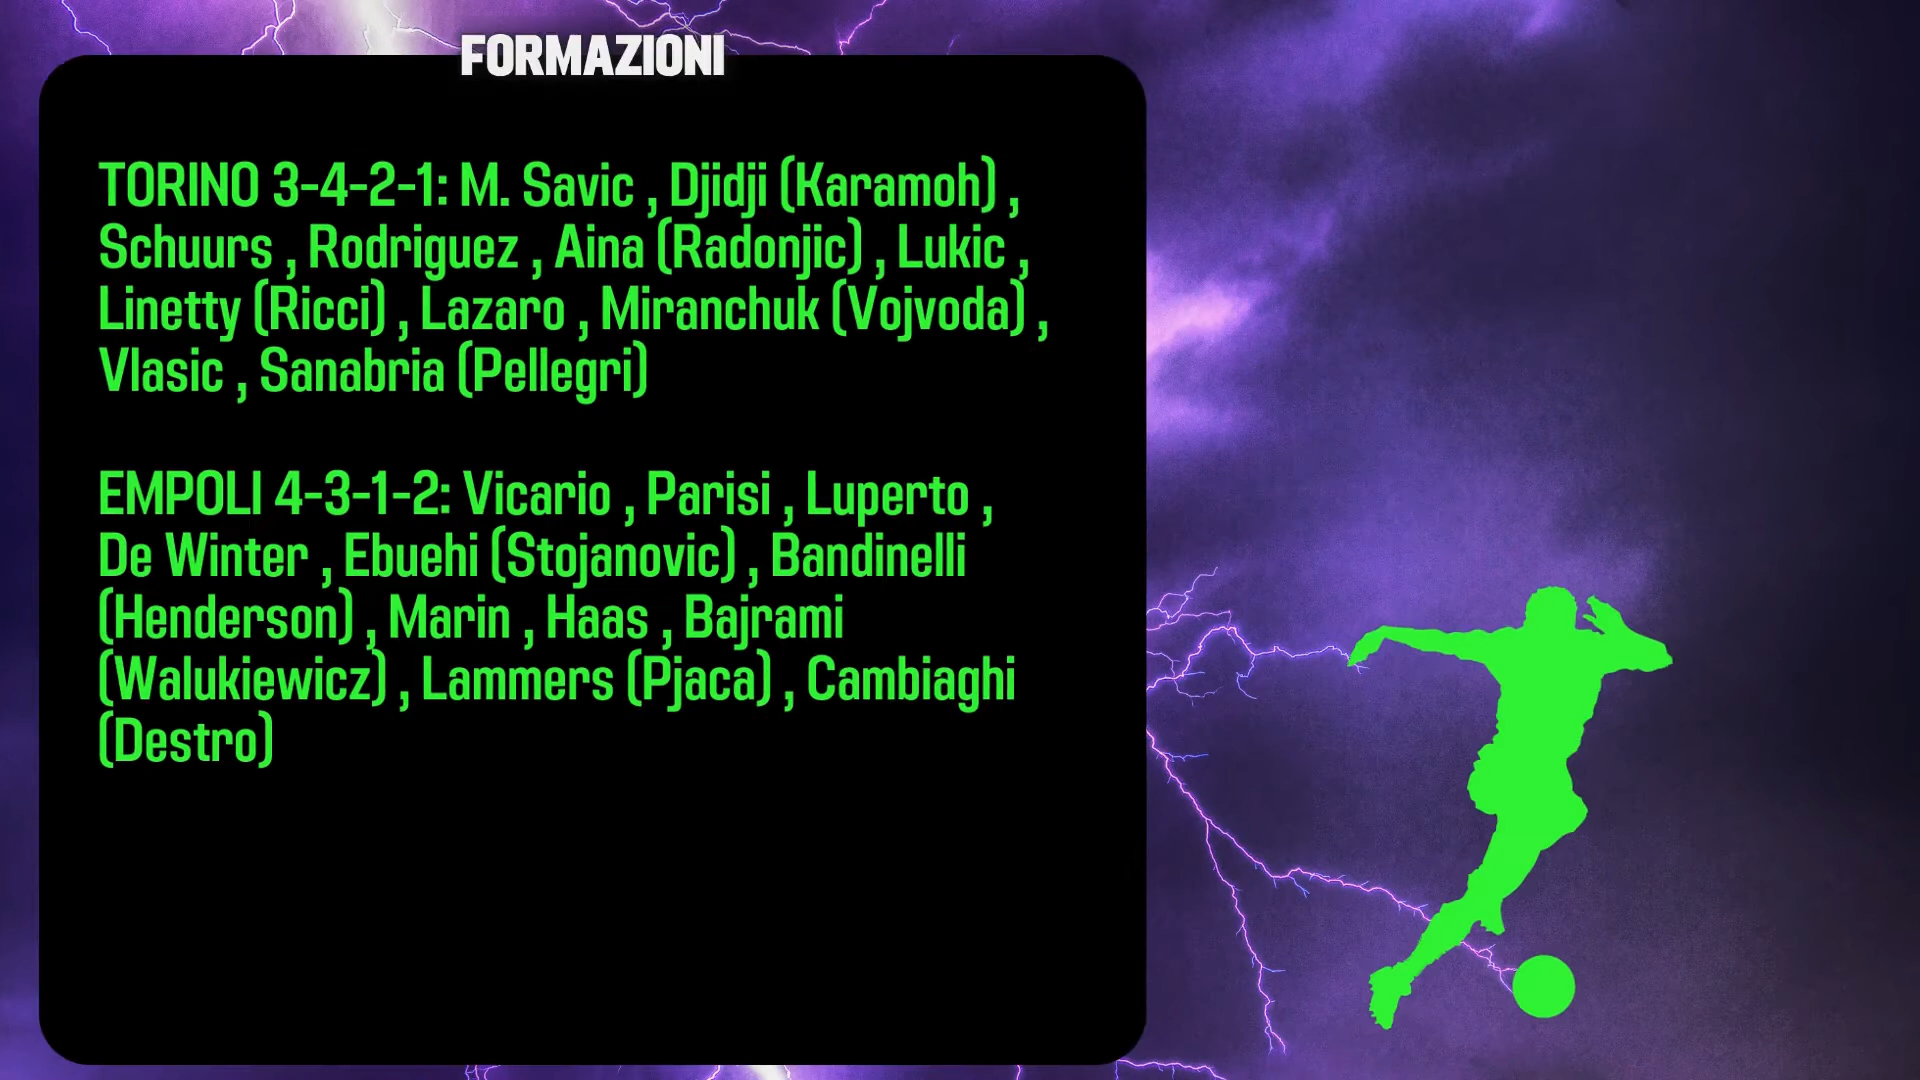 FORMAZIONI
TORINO 3-4-2-1: M. Savic , Djidji (Karamoh) ,
Schuurs , Rodriguez , Aina (Radonjic) , Lukic ,
Linetty (Ricci) , Lazaro , Miranchuk (Vojvoda) ,
Vlasic , Sanabria (Pellegri)
EMPOLI 4-3-1-2: Vicario , Parisi , Luperto ,
De Winter , Ebuehi (Stojanovic) , Bandinelli
(Henderson) , Marin , Haas , Bajrami
(Walukiewicz) , Lammers (Pjaca) , Cambiaghi
(Destro)